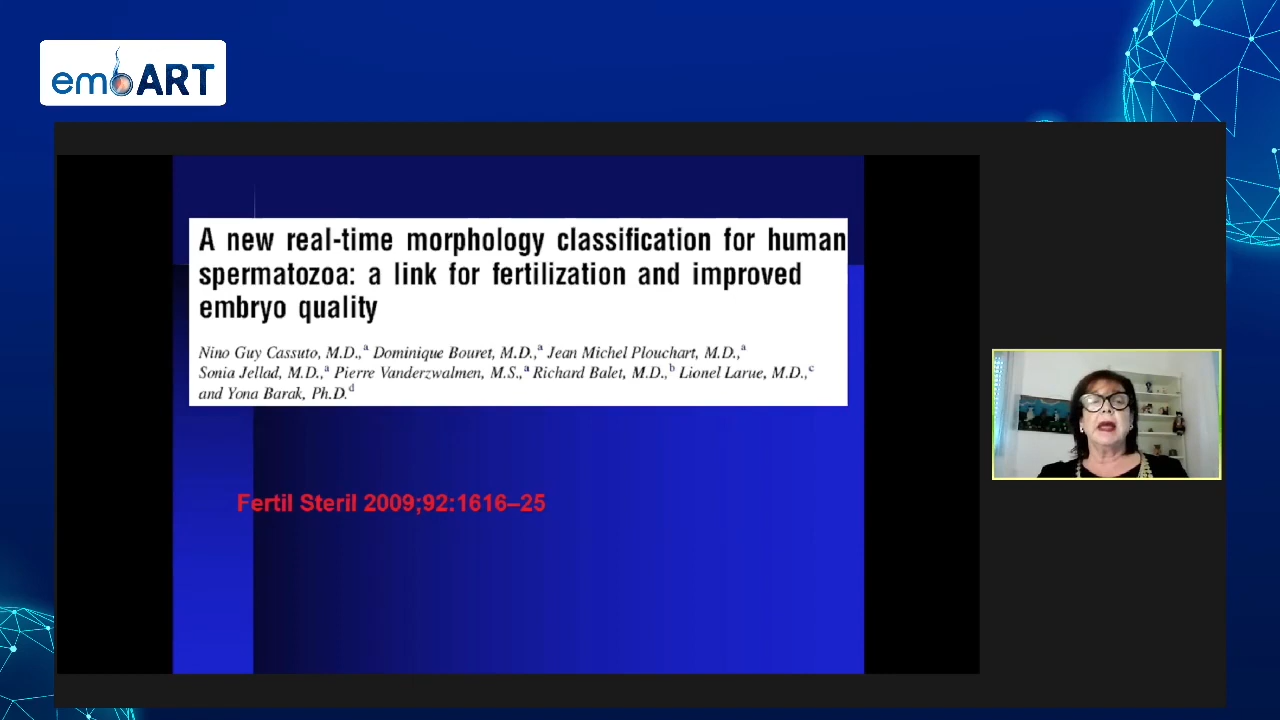 embART
A new real-time morphology classification for human
spermatozoa: a link for fertilization and improved
embryo quality
Nino Guy Cassuto, M.D.,a Dominique Bouret, M.D.,a Jean Michel Plouchart, M.D.,a
Sonia Jellad, M.D.,a Pierre Vanderzwalmen, M.S.,a Richard Balet, M.D.,b Lionel Larue, M.D.,c
and Yona Barak, Ph.D.d
Fertil Steril 2009;92:1616–25